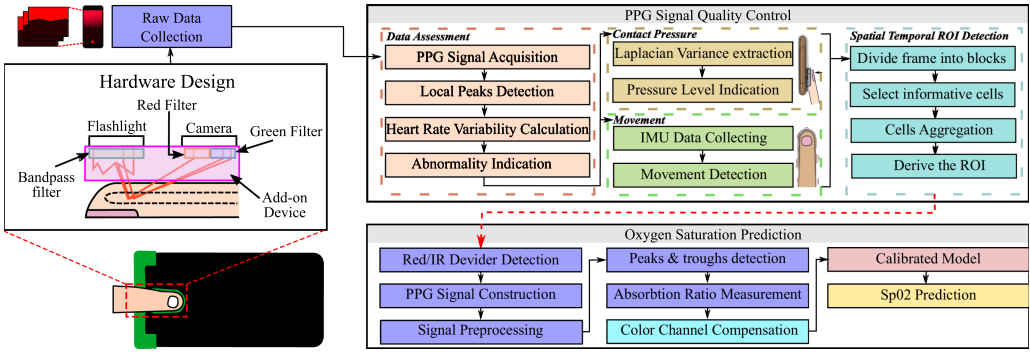 Raw Data
Collection
Hardware Design
Red Filter
Flashlight
Camera
Green Filter
Bandpass
filter
Add-on
Device
PPG Signal Quality Control
Data Assessment
PPG Signal Acquisition
Local Peaks Detection
Heart Rate Variability Calculation
Abnormality Indication
Contact Pressure
Laplacian Variance extraction
Pressure Level Indication
Movement
IMU Data Collecting
Movement Detection
Spatial Temporal ROI Detection
Divide frame into blocks
Select informative cells
Cells Aggregation
Derive the ROI
Oxygen Saturation Prediction
Red/IR Devider Detection
PPG Signal Construction
Signal Preprocessing
Peaks & troughs detection
Absorbtion Ratio Measurement
Color Channel Compensation
Calibrated Model
Sp02 Prediction